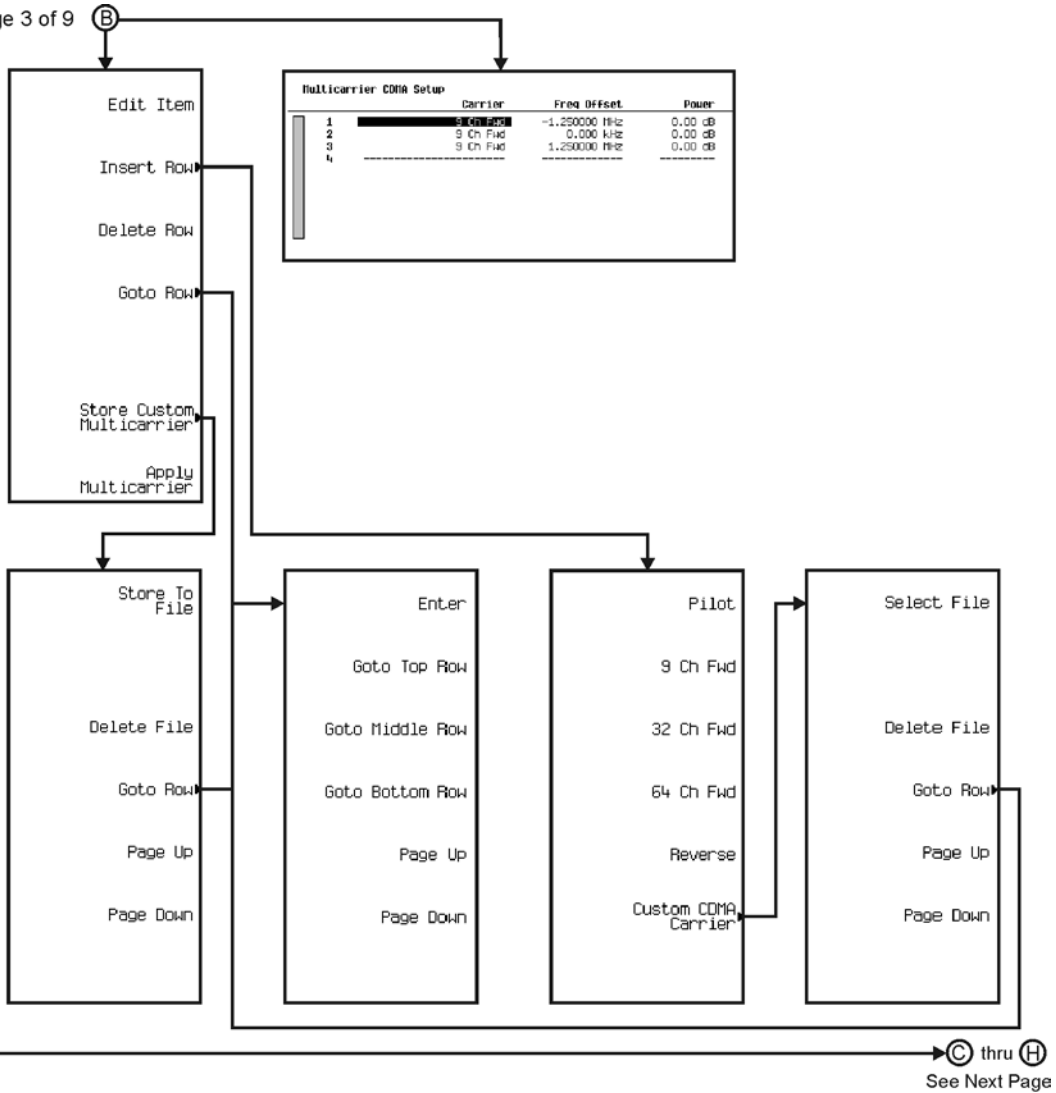 3 of 9 B
Edit Item
Insert Row
Delete Row
Goto Row
Store Custom
Multicarrier
Apply
Multicarrier
Multicarrier CDMA Setup
Carrier Freq Offset Power
1 9 Ch Fwd -1.250000 MHz 0.00 dB
2 9 Ch Fwd 0.000 kHz 0.00 dB
3 9 Ch Fwd 1.250000 MHz 0.00 dB
4 -------------------- ------------ ---------
Store To
File
Delete File
Goto Row
Page Up
Page Down
Enter
Goto Top Row
Goto Middle Row
Goto Bottom Row
Page Up
Page Down
Pilot
9 Ch Fwd
32 Ch Fwd
64 Ch Fwd
Reverse
Custom CDMA
Carrier
Select File
Delete File
Goto Row
Page Up
Page Down
C thru H
See Next Page